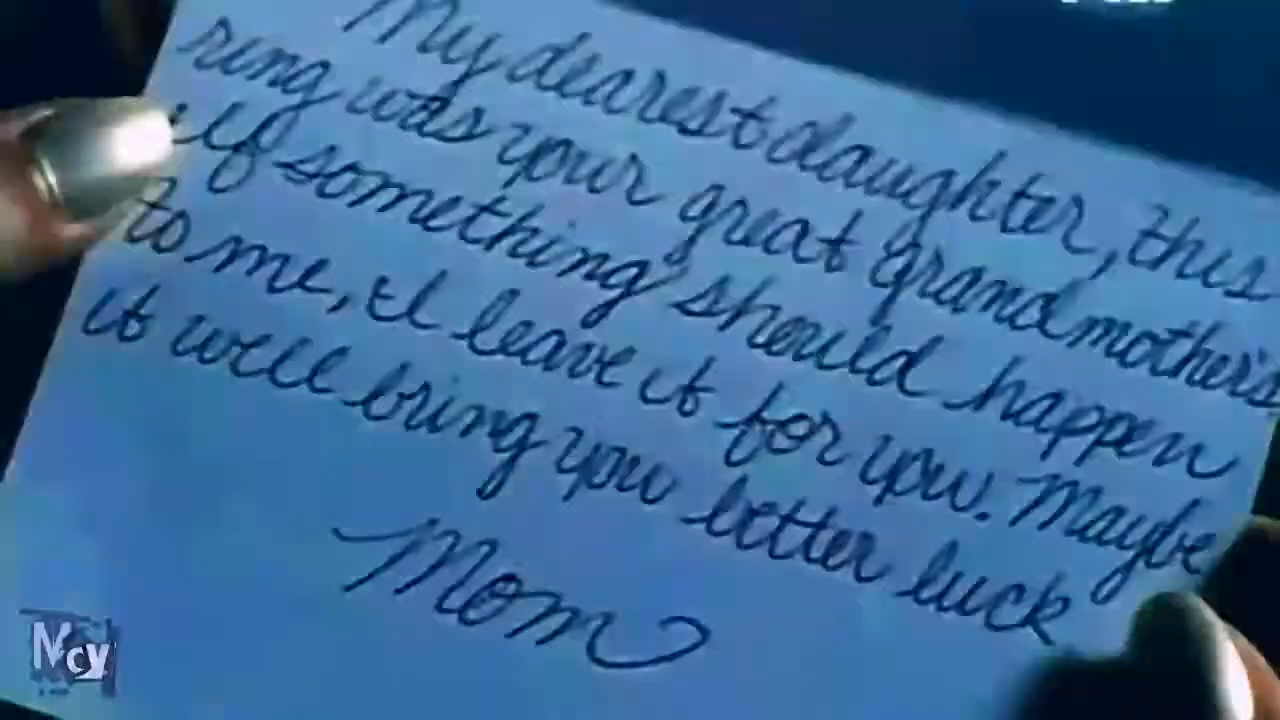 My dearest daughter, this
ring was your great grandmother's
if something should happen
to me, I leave it for you. Maybe
it will bring you better luck
Mom